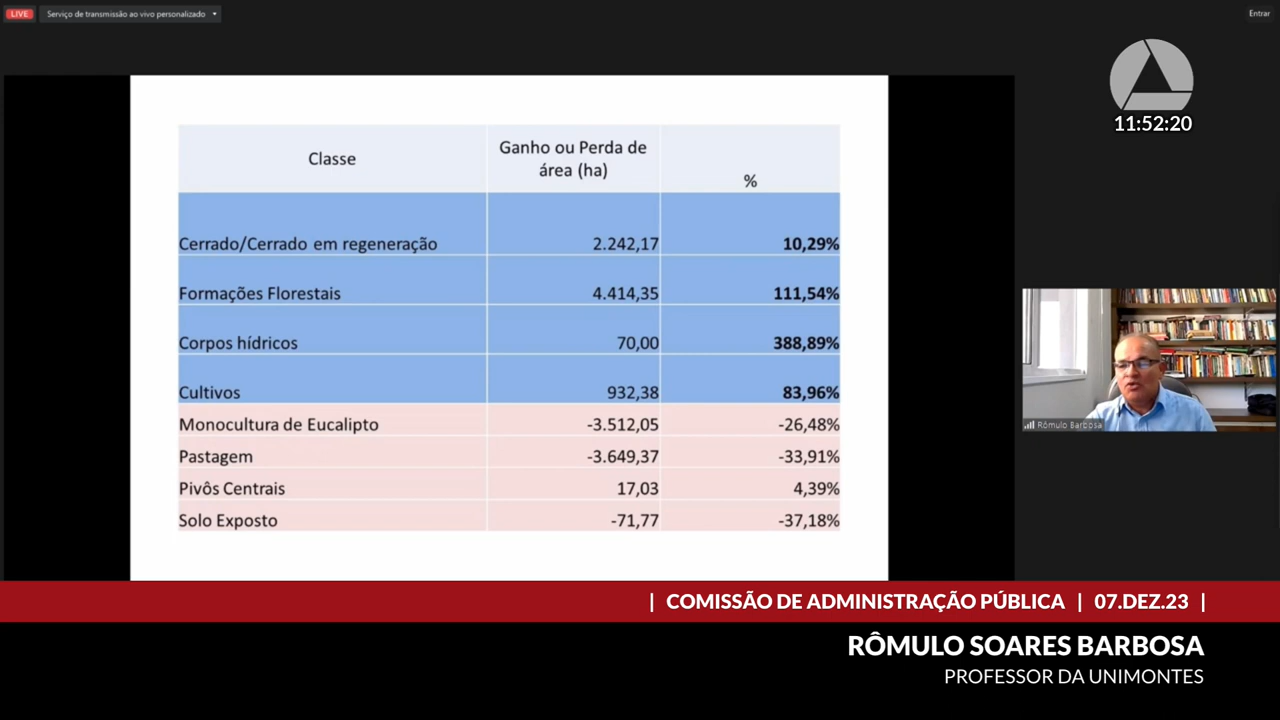 LIVE Serviço de transmissão ao vivo personalizado
Entrar
11:52:20
Classe
Ganho ou Perda de
área (ha)
%
Cerrado/Cerrado em regeneração 2.242,17 10,29%
Formações Florestais 4.414,35 111,54%
Corpos hídricos 70,00 388,89%
Cultivos 932,38 83,96%
Monocultura de Eucalipto -3.512,05 -26,48%
Pastagem -3.649,37 -33,91%
Pivôs Centrais 17,03 4,39%
Solo Exposto -71,77 -37,18%
Rômulo Barbosa
| COMISSÃO DE ADMINISTRAÇÃO PÚBLICA | 07.DEZ.23 |
RÔMULO SOARES BARBOSA
PROFESSOR DA UNIMONTES